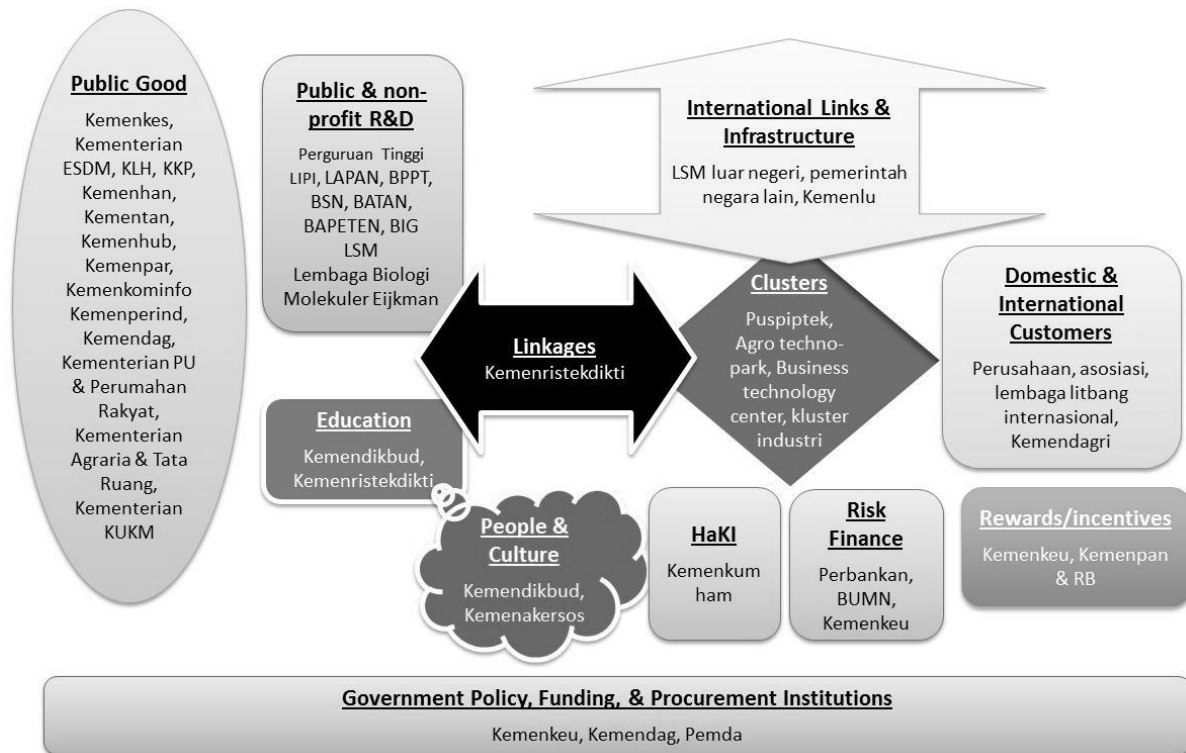 Public Good
Kemenkes,
Kementerian
ESDM, KLH, KKP,
Kemenhan,
Kementan,
Kemenhub,
Kemenpar,
Kemenkominfo
Kemenperind,
Kemendag,
Kementerian PU
& Perumahan
Rakyat,
Kementerian
Agraria & Tata
Ruang,
Kementerian
KUKM
Public & non-
profit R&D
Perguruan Tinggi
LIPI, LAPAN, BPPT,
BSN, BATAN,
BAPETEN, BIG
LSM
Lembaga Biologi
Molekuler Eijkman
International Links &
Infrastructure
LSM luar negeri, pemerintah
negara lain, Kemenlu
Linkages
Kemenristekdikti
Clusters
Puspiptek,
Agro techno-
park, Business
technology
center, kluster
industri
Domestic &
International
Customers
Perusahaan, asosiasi,
lembaga litbang
internasional,
Kemendagri
Education
Kemendikbud,
Kemenristekdikti
People &
Culture
Kemendikbud,
Kemenakersos
HaKI
Kemenkum
ham
Risk
Finance
Perbankan,
BUMN,
Kemenkeu
Rewards/incentives
Kemenkeu, Kemenpan
& RB
Government Policy, Funding, & Procurement Institutions
Kemenkeu, Kemendag, Pemda